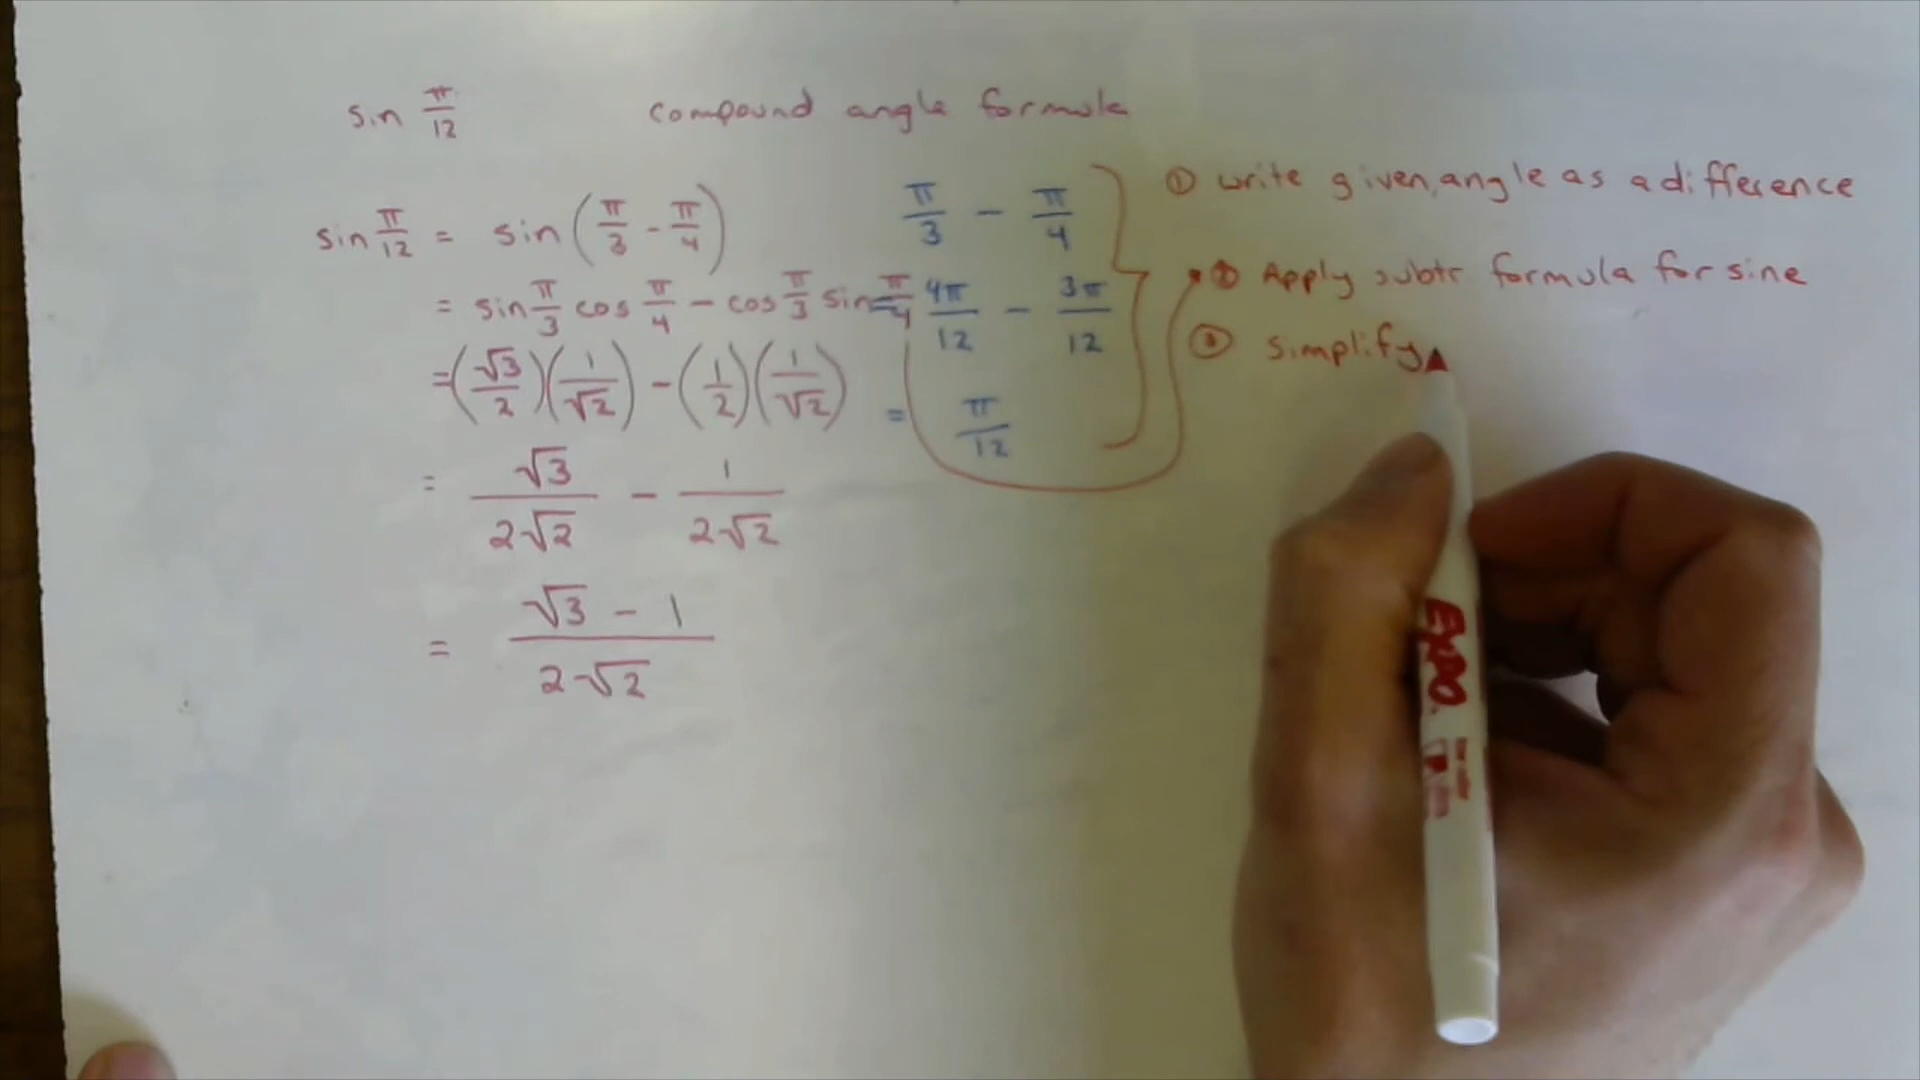 sin π/12 compound angle formula
sin π/12 = sin(π/3 - π/4)
= sin π/3 cos π/4 - cos π/3 sin π/4
=(√3/2)(1/√2) - (1/2)(1/√2)
= √3/2√2 - 1/2√2
= √3 - 1/2√2
π/3 - π/4
= 4π/12 - 3π/12
= π/12
① write given, angle as a difference
② Apply subtr formula for sine
③ simplify
EXPO